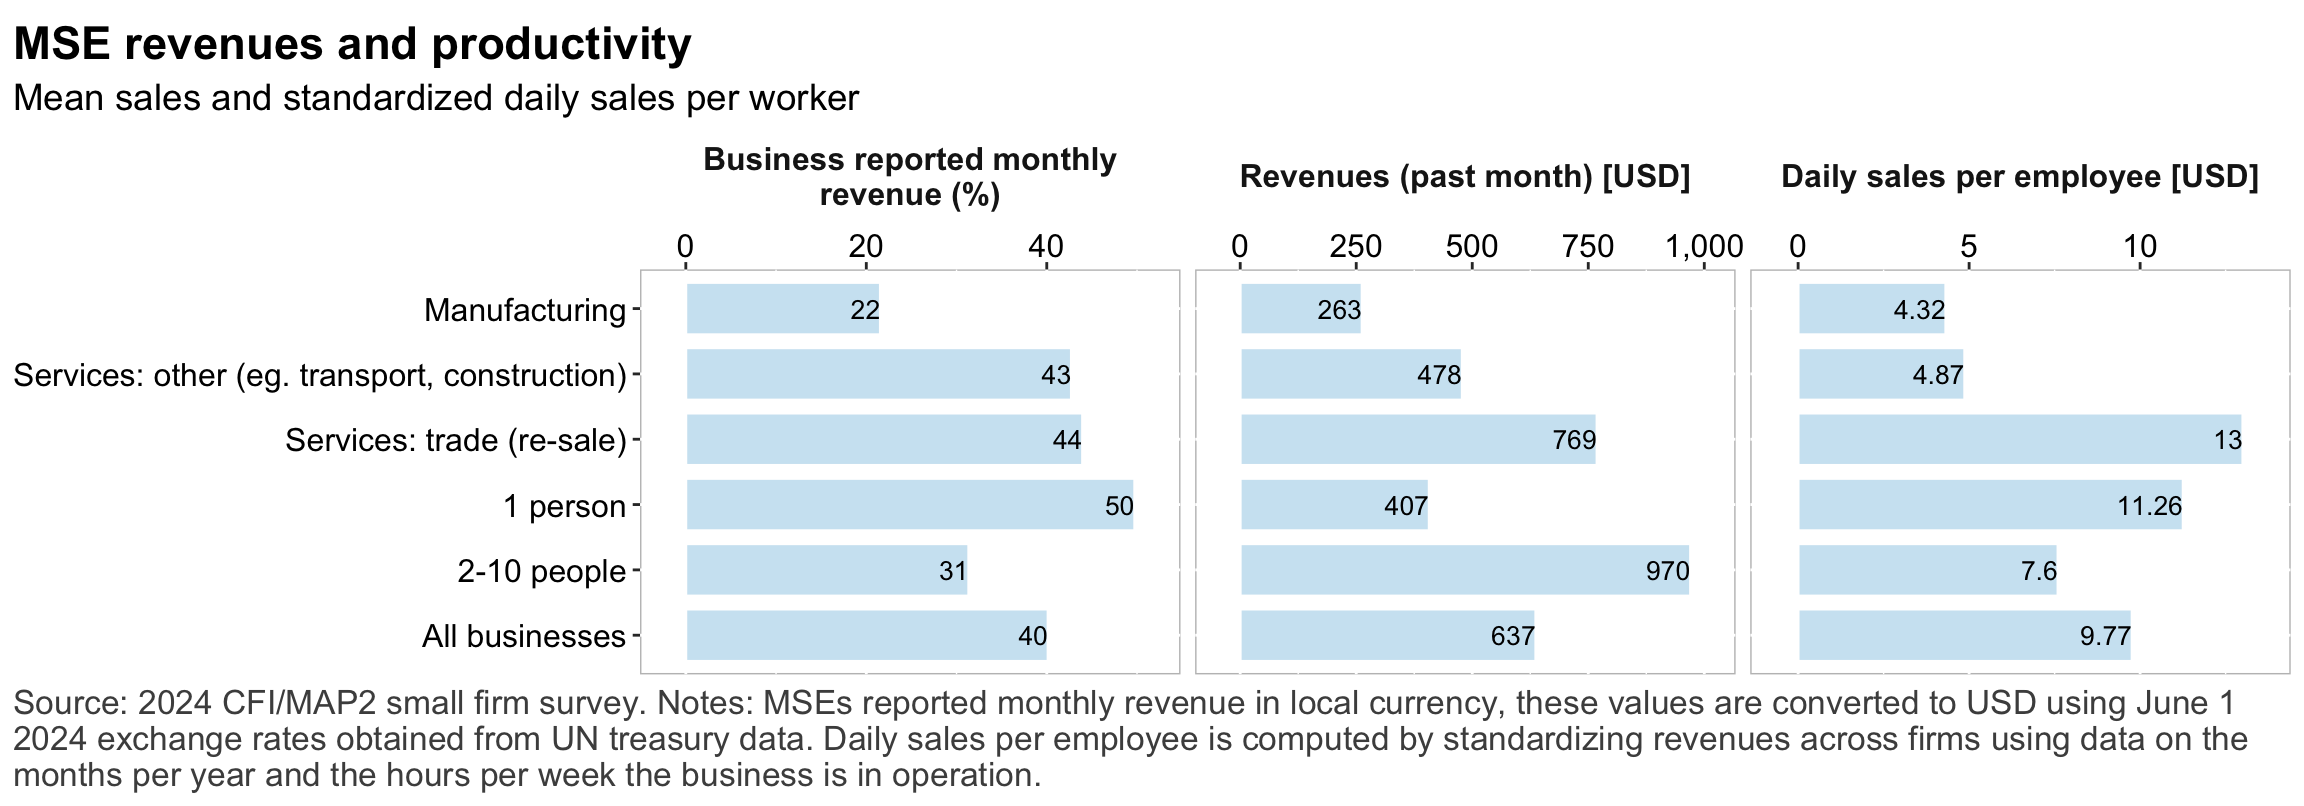 MSE revenues and productivity
Mean sales and standardized daily sales per worker
Business reported monthly
revenue (%)
Revenues (past month) [USD]
Daily sales per employee [USD]
0 20 40
0 250 500 750 1,000
0 5 10
Manufacturing 22 263 4.32
Services: other (eg. transport, construction) 43 478 4.87
Services: trade (re-sale) 44 769 13
1 person 50 407 11.26
2-10 people 31 970 7.6
All businesses 40 637 9.77
Source: 2024 CFI/MAP2 small firm survey. Notes: MSEs reported monthly revenue in local currency, these values are converted to USD using June 1
2024 exchange rates obtained from UN treasury data. Daily sales per employee is computed by standardizing revenues across firms using data on the
months per year and the hours per week the business is in operation.